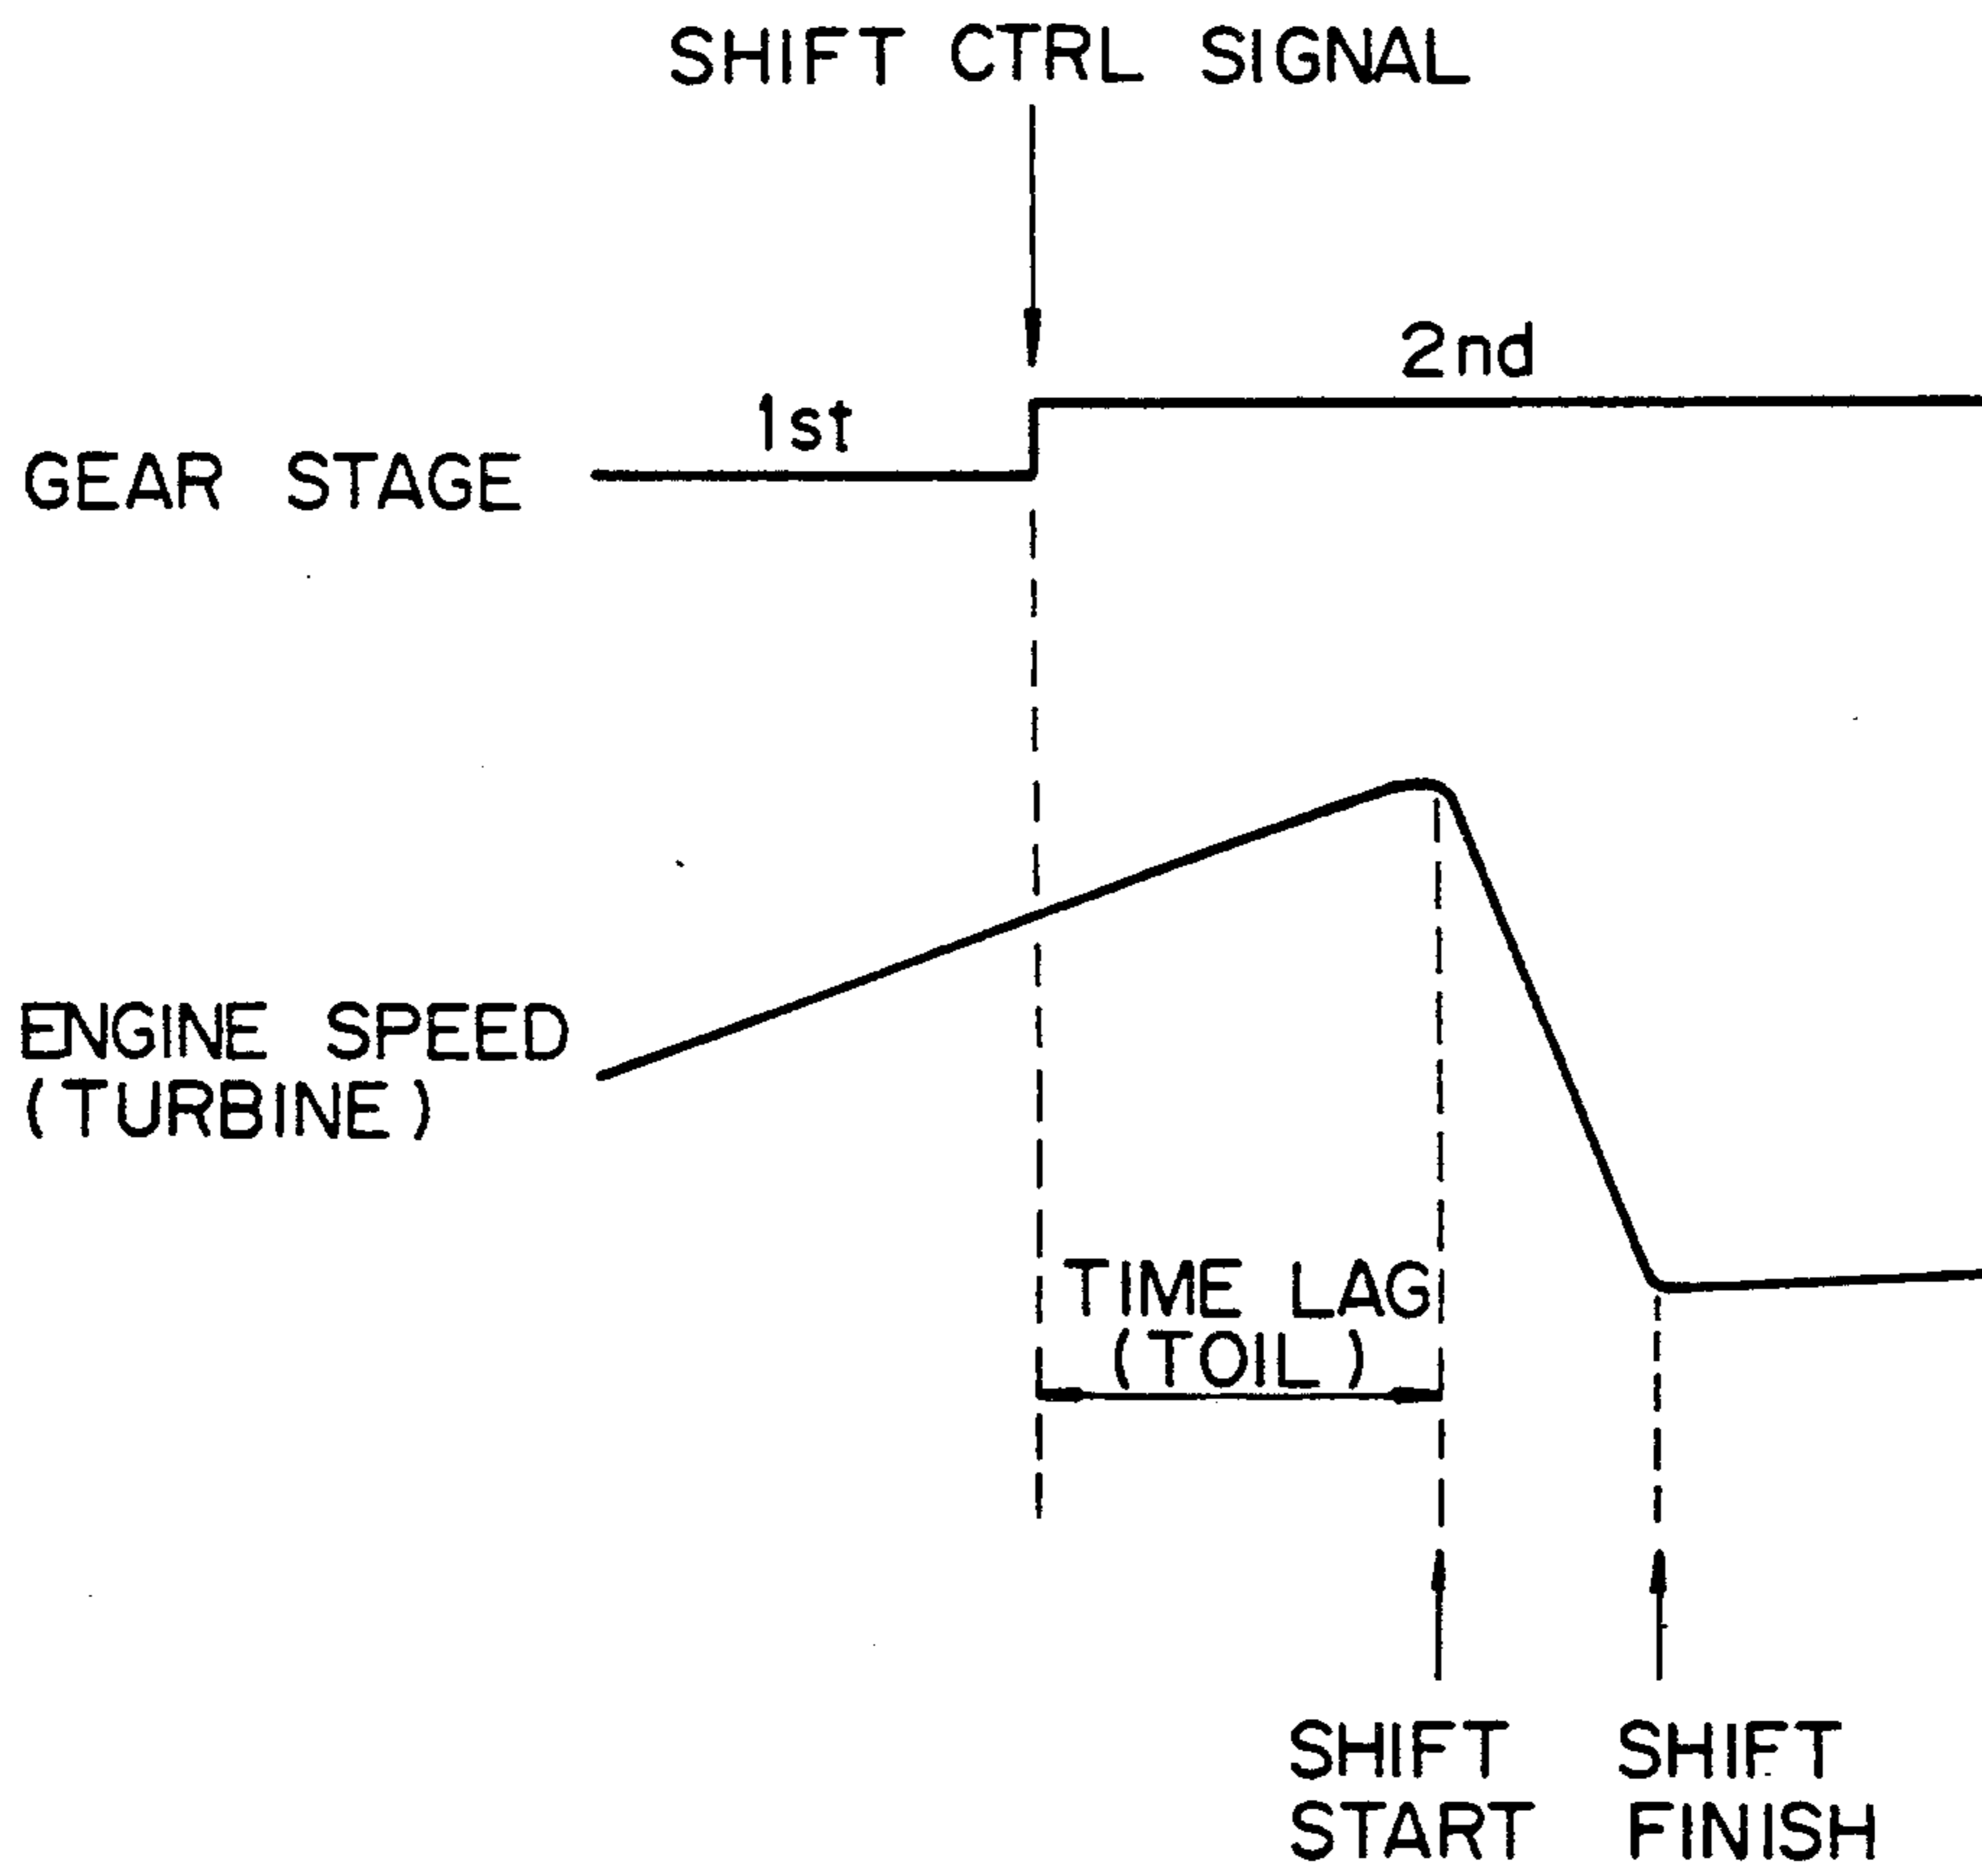 SHIFT CTRL SIGNAL
2nd
1st
GEAR STAGE
ENGINE SPEED
(TURBINE)
TIME LAG
(TOIL)
SHIFT START
SHIFT FINISH